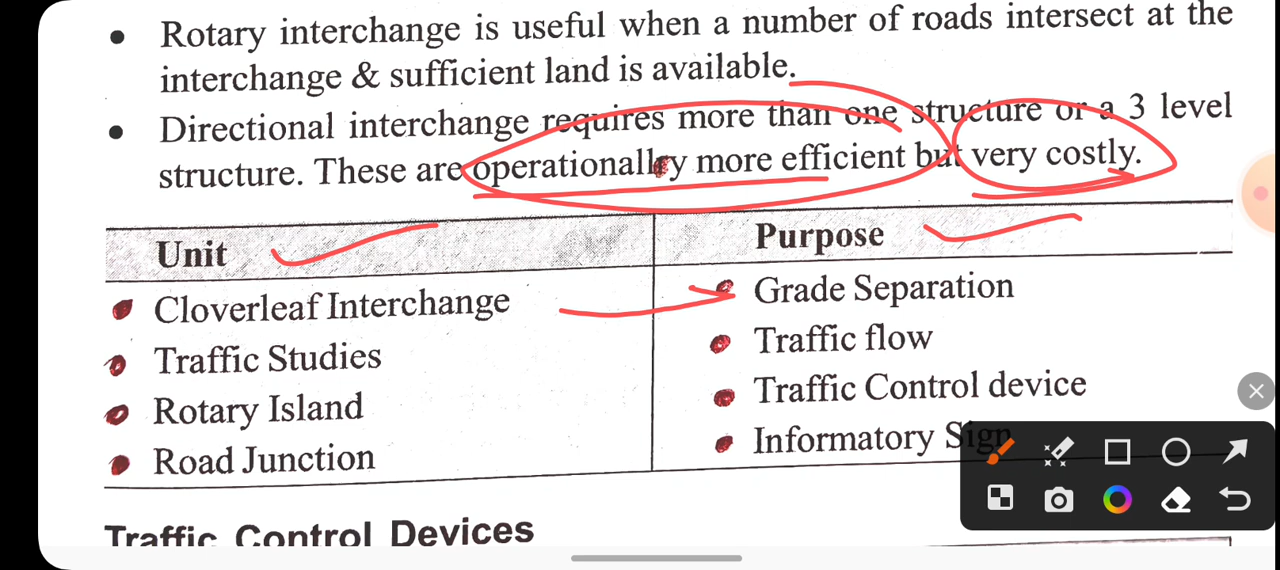 Rotary interchange is useful when a number of roads intersect at the
interchange & sufficient land is available.
Directional interchange requires more than one structure or a 3 level
structure. These are operationally more efficient but very costly.
Unit Purpose
Cloverleaf Interchange Grade Separation
Traffic Studies Traffic flow
Rotary Island Traffic Control device
Road Junction Informatory Sign
Traffic Control Devices